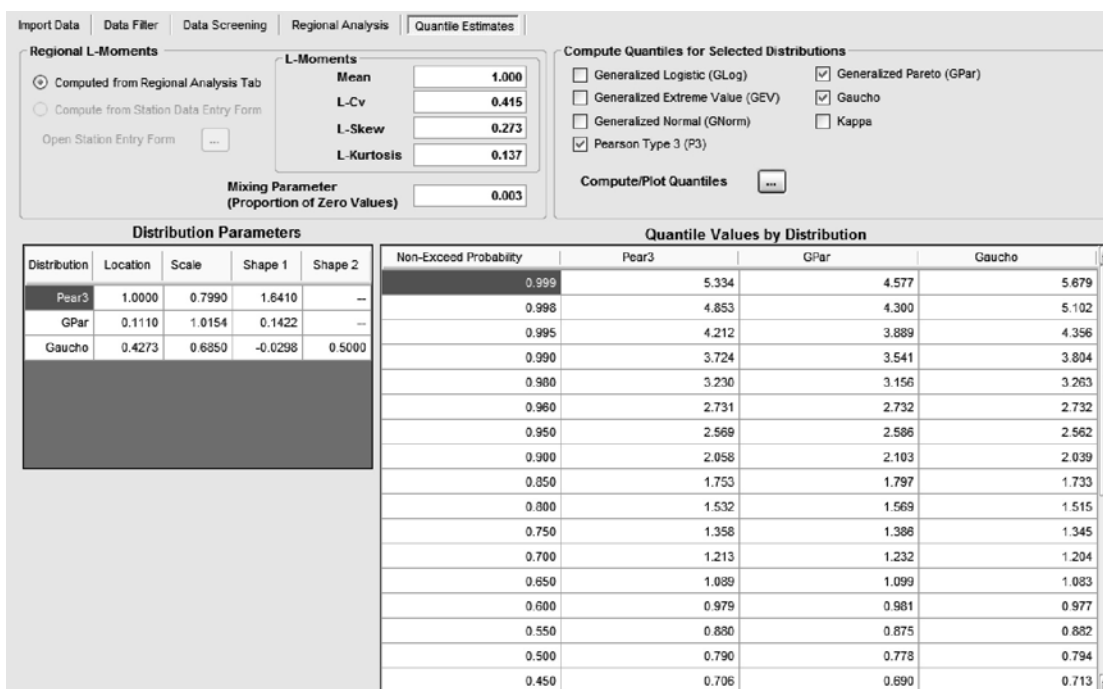 Import Data Data Filter Data Screening Regional Analysis Quantile Estimates
Regional L-Moments
Computed from Regional Analysis Tab
Compute from Station Data Entry Form
Open Station Entry Form ...
L-Moments
Mean 1.000
L-Cv 0.415
L-Skew 0.273
L-Kurtosis 0.137
Mixing Parameter
(Proportion of Zero Values) 0.003
Compute Quantiles for Selected Distributions
Generalized Logistic (GLog) Generalized Pareto (GPar)
Generalized Extreme Value (GEV) Gaucho
Generalized Normal (GNorm) Kappa
Pearson Type 3 (P3)
Compute/Plot Quantiles ...
Distribution Parameters
Distribution Location Scale Shape 1 Shape 2
Pear3 1.0000 0.7990 1.6410 --
GPar 0.1110 1.0154 0.1422 --
Gaucho 0.4273 0.6850 -0.0298 0.5000
Quantile Values by Distribution
Non-Exceed Probability Pear3 GPar Gaucho
0.999 5.334 4.577 5.679
0.998 4.853 4.300 5.102
0.995 4.212 3.889 4.356
0.990 3.724 3.541 3.804
0.980 3.230 3.156 3.263
0.960 2.731 2.732 2.732
0.950 2.569 2.586 2.562
0.900 2.058 2.103 2.039
0.850 1.753 1.797 1.733
0.800 1.532 1.569 1.515
0.750 1.358 1.386 1.345
0.700 1.213 1.232 1.204
0.650 1.089 1.099 1.083
0.600 0.979 0.981 0.977
0.550 0.880 0.875 0.882
0.500 0.790 0.778 0.794
0.450 0.706 0.690 0.713